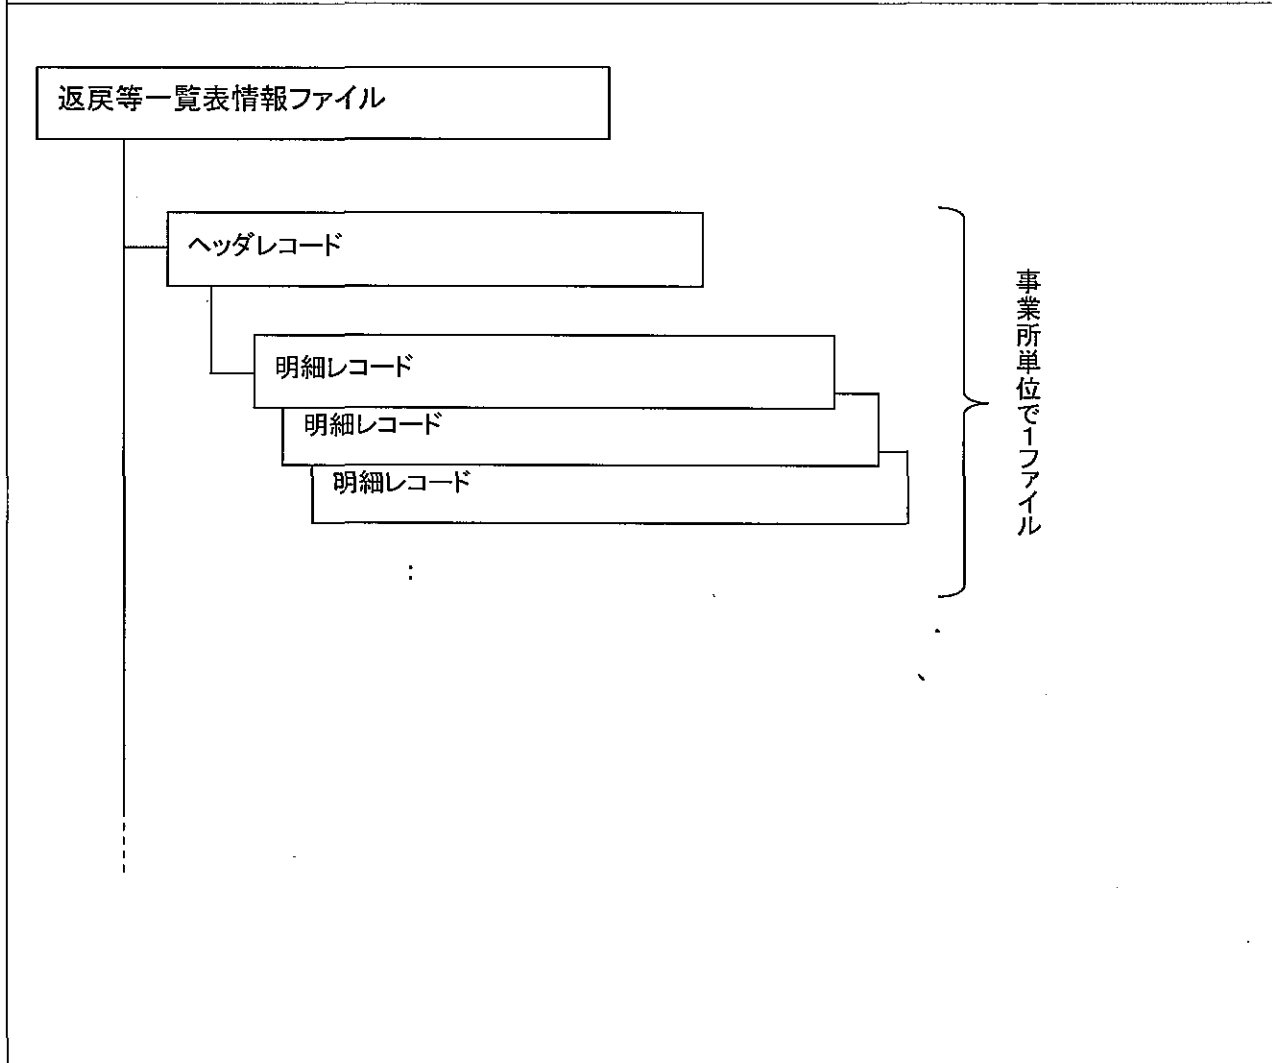 返戻等一覧表情報ファイル
ヘッダレコード
明細レコード
明細レコード
明細レコード
:
事業所単位で1ファイル